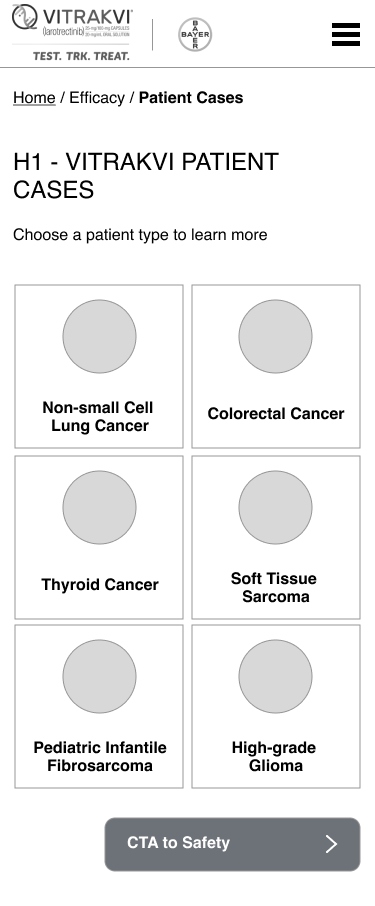 VITRAKVI®
(larotrectinib) 25 mg/100 mg CAPSULES
20 mg/mL ORAL SOLUTION
TEST. TRK. TREAT.
BAYER
BAYER
Home / Efficacy / Patient Cases
H1 - VITRAKVI PATIENT
CASES
Choose a patient type to learn more
Non-small Cell
Lung Cancer
Colorectal Cancer
Thyroid Cancer
Soft Tissue
Sarcoma
Pediatric Infantile
Fibrosarcoma
High-grade
Glioma
CTA to Safety